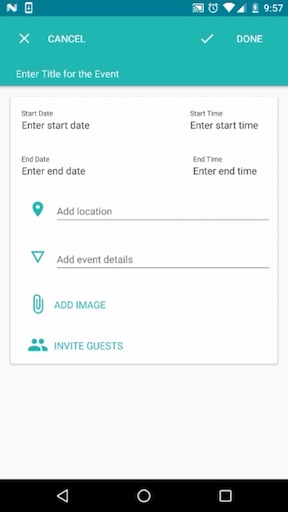 9:57
CANCEL
DONE
Enter Title for the Event
Start Date
Start Time
Enter start date
Enter start time
End Date
End Time
Enter end date
Enter end time
Add location
Add event details
ADD IMAGE
INVITE GUESTS